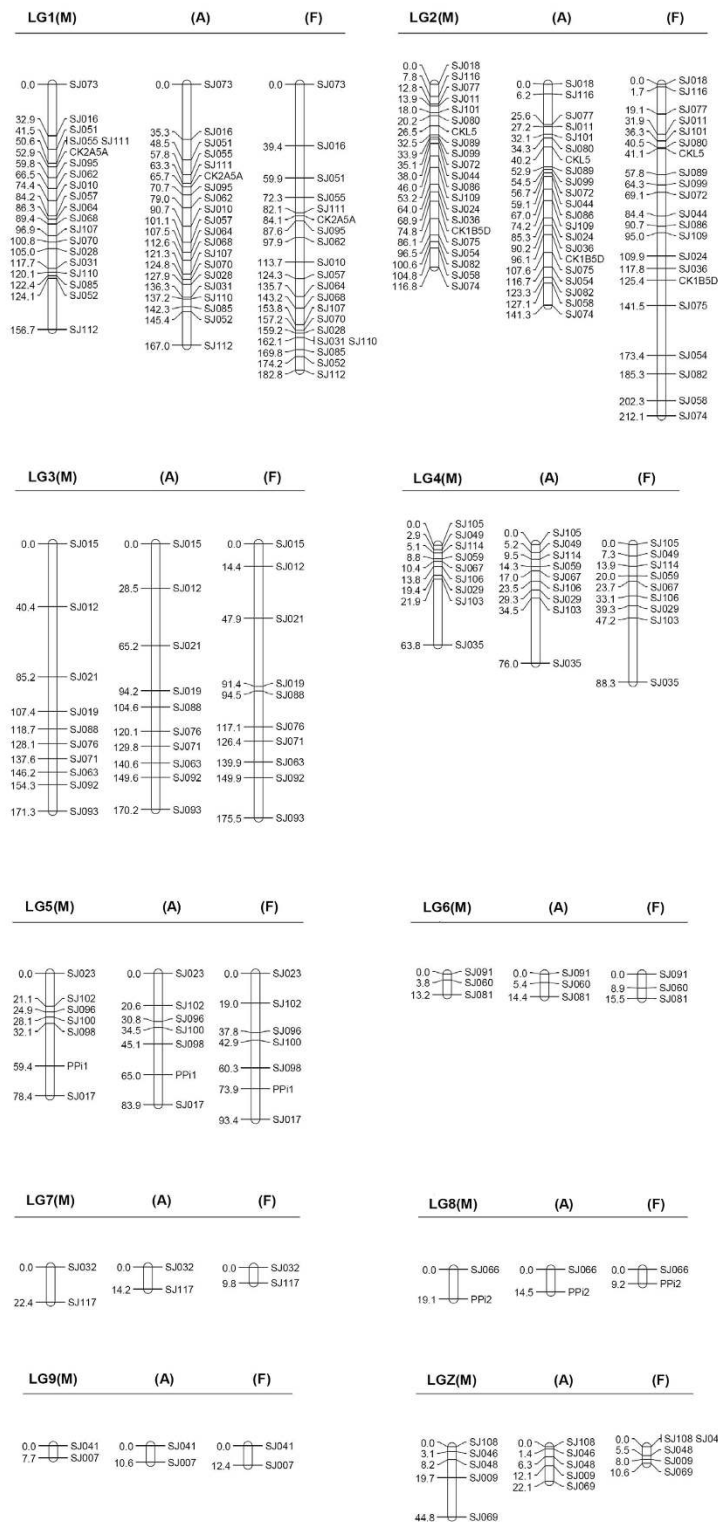 LG1(M)
0.0 SJ073
32.9 SJ016
41.5 SJ051
50.6 SJ055 SJ111
52.9 CK2A5A
59.8 SJ095
66.5 SJ062
74.4 SJ010
84.2 SJ057
86.3 SJ064
89.4 SJ068
96.9 SJ107
100.8 SJ070
105.0 SJ028
117.7 SJ031
120.1 SJ110
122.4 SJ085
124.1 SJ052
156.7 SJ112
(A)
0.0 SJ073
35.3 SJ016
48.5 SJ051
57.8 SJ055
63.3 SJ111
65.7 CK2A5A
70.7 SJ095
79.0 SJ062
90.7 SJ010
101.1 SJ057
107.5 SJ064
112.6 SJ068
121.3 SJ107
124.8 SJ070
127.9 SJ028
136.3 SJ031
137.2 SJ110
142.3 SJ085
145.4 SJ052
167.0 SJ112
(F)
0.0 SJ073
39.4 SJ016
59.9 SJ051
72.3 SJ055
82.1 SJ111
84.1 CK2A5A
87.6 SJ095
97.9 SJ062
113.7 SJ010
124.3 SJ057
135.7 SJ064
143.2 SJ068
153.8 SJ107
157.2 SJ070
159.2 SJ028
162.1 SJ031 SJ110
169.8 SJ085
174.2 SJ052
182.8 SJ112
LG2(M)
0.0 SJ018
7.8 SJ116
12.8 SJ077
13.9 SJ011
18.0 SJ101
20.2 SJ080
26.5 CKL5
32.5 SJ089
33.9 SJ099
35.1 SJ072
38.0 SJ044
46.0 SJ086
53.2 SJ109
64.0 SJ024
68.9 SJ036
74.8 CK1B5D
86.1 SJ075
96.5 SJ054
100.6 SJ082
104.8 SJ058
116.8 SJ074
(A)
0.0 SJ018
6.2 SJ116
25.6 SJ077
27.2 SJ011
32.1 SJ101
34.3 SJ080
40.2 CKL5
52.9 SJ089
54.5 SJ099
56.7 SJ072
59.1 SJ044
67.0 SJ086
74.2 SJ109
85.3 SJ024
90.2 SJ036
96.1 CK1B5D
107.6 SJ075
116.7 SJ054
123.3 SJ082
127.1 SJ058
141.3 SJ074
(F)
0.0 SJ018
1.7 SJ116
19.1 SJ077
31.9 SJ011
36.3 SJ101
40.5 SJ080
41.1 CKL5
57.8 SJ089
64.3 SJ099
69.1 SJ072
84.4 SJ044
90.7 SJ086
95.0 SJ109
109.9 SJ024
117.8 SJ036
125.4 CK1B5D
141.5 SJ075
173.4 SJ054
185.3 SJ082
202.3 SJ058
212.1 SJ074
LG3(M)
0.0 SJ015
40.4 SJ012
85.2 SJ021
107.4 SJ019
118.7 SJ088
128.1 SJ076
137.6 SJ071
146.2 SJ063
154.3 SJ092
171.3 SJ093
(A)
0.0 SJ015
28.5 SJ012
65.2 SJ021
94.2 SJ019
104.6 SJ088
120.1 SJ076
129.8 SJ071
140.6 SJ063
149.6 SJ092
170.2 SJ093
(F)
0.0 SJ015
14.4 SJ012
47.9 SJ021
91.4 SJ019
94.5 SJ088
117.1 SJ076
126.4 SJ071
139.9 SJ063
149.9 SJ092
175.5 SJ093
LG4(M)
0.0 SJ105
2.9 SJ049
5.1 SJ114
8.8 SJ059
10.4 SJ067
13.8 SJ106
19.4 SJ029
21.9 SJ103
63.8 SJ035
(A)
0.0 SJ105
5.2 SJ049
9.5 SJ114
14.3 SJ059
17.0 SJ067
23.5 SJ106
29.3 SJ029
34.5 SJ103
76.0 SJ035
(F)
0.0 SJ105
7.3 SJ049
13.9 SJ114
20.0 SJ059
23.7 SJ067
33.1 SJ106
39.3 SJ029
47.2 SJ103
88.3 SJ035
LG5(M)
0.0 SJ023
21.1 SJ102
24.9 SJ096
28.1 SJ100
32.1 SJ098
59.4 PPi1
78.4 SJ017
(A)
0.0 SJ023
20.6 SJ102
30.8 SJ096
34.5 SJ100
45.1 SJ098
65.0 PPi1
83.9 SJ017
(F)
0.0 SJ023
19.0 SJ102
37.8 SJ096
42.9 SJ100
60.3 SJ098
73.9 PPi1
93.4 SJ017
LG6(M)
0.0 SJ091
3.8 SJ060
13.2 SJ081
(A)
0.0 SJ091
5.4 SJ060
14.4 SJ081
(F)
0.0 SJ091
8.9 SJ060
15.5 SJ081
LG7(M)
0.0 SJ032
22.4 SJ117
(A)
0.0 SJ032
14.2 SJ117
(F)
0.0 SJ032
9.8 SJ117
LG8(M)
0.0 SJ066
19.1 PPi2
(A)
0.0 SJ066
14.5 PPi2
(F)
0.0 SJ066
9.2 PPi2
LG9(M)
0.0 SJ041
7.7 SJ007
(A)
0.0 SJ041
10.6 SJ007
(F)
0.0 SJ041
12.4 SJ007
LGZ(M)
0.0 SJ108
3.1 SJ046
8.2 SJ048
19.7 SJ009
44.8 SJ069
(A)
0.0 SJ108
1.4 SJ046
6.3 SJ048
12.1 SJ009
22.1 SJ069
(F)
0.0 SJ108 SJ04
5.5 SJ048
8.0 SJ009
10.6 SJ069